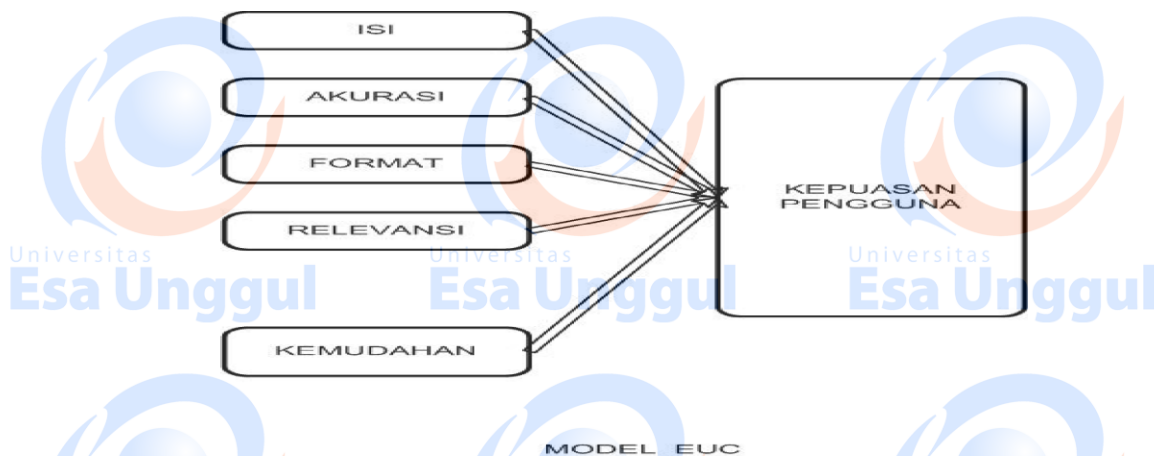 ISI
AKURASI
FORMAT
RELEVANSI
KEMUDAHAN
KEPUASAN
PENGGUNA
Universitas
Esa Unggul
Universitas
Esa Unggul
Universitas
Esa Unggul
MODEL EUC